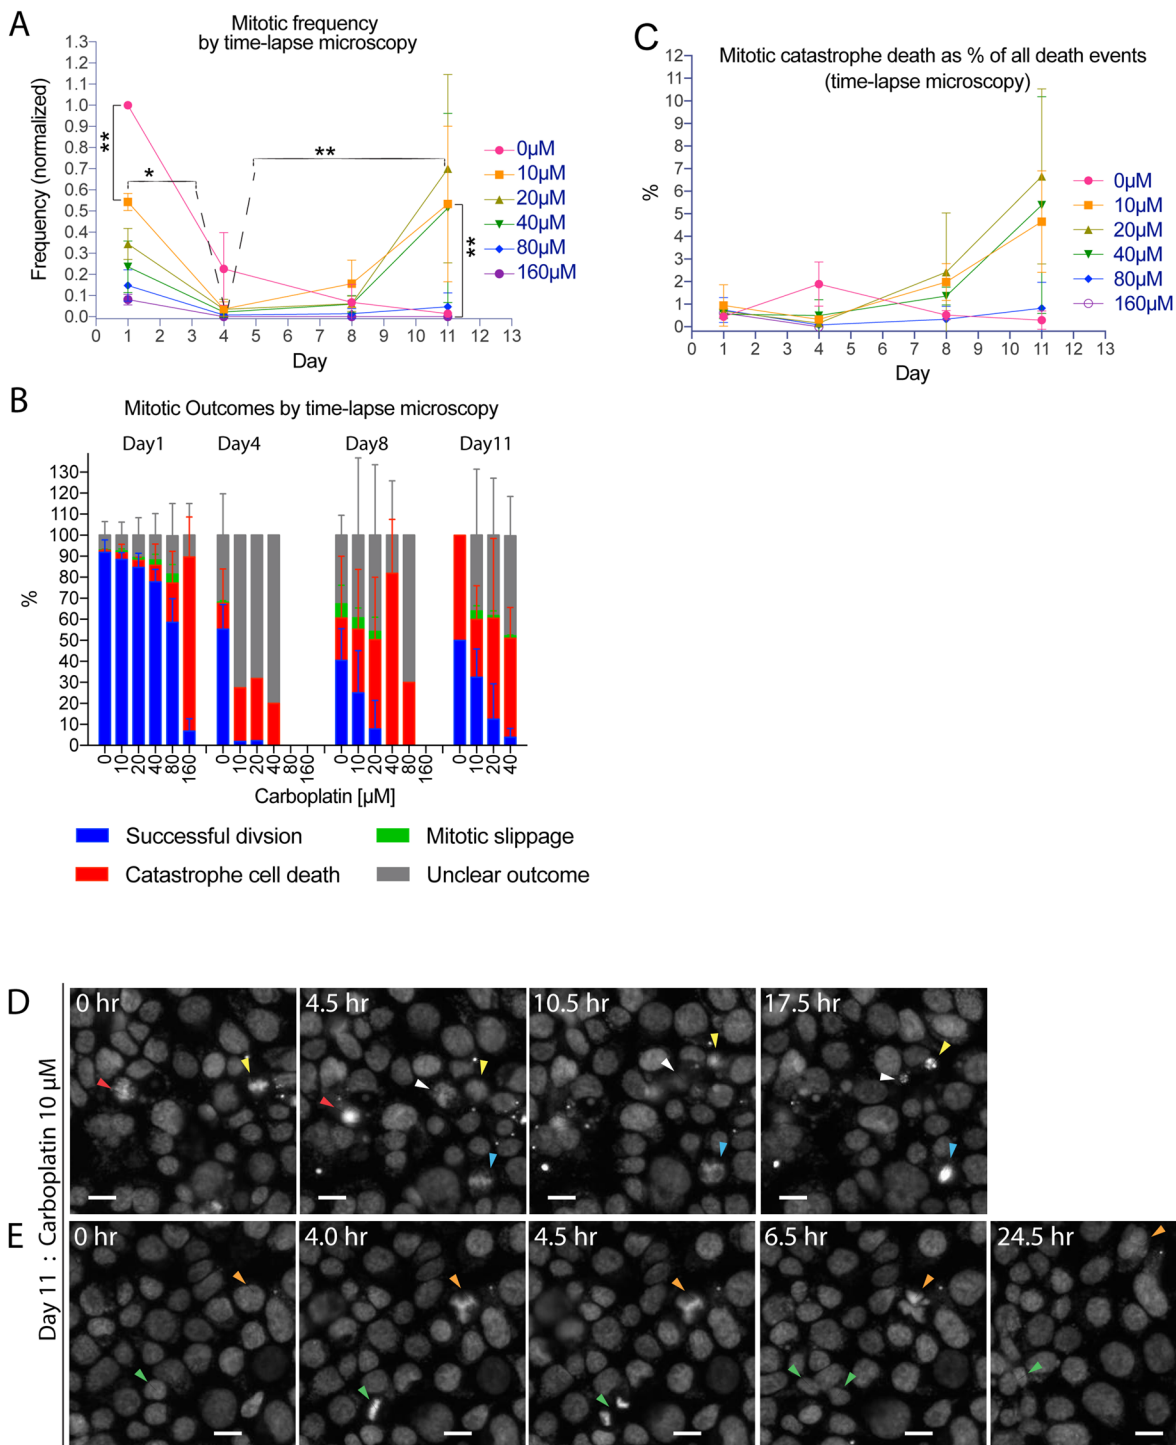 A
Mitotic frequency
by time-lapse microscopy
Frequency (normalized)
1.3
1.2
1.1
1.0
0.9
0.8
0.7
0.6
0.5
0.4
0.3
0.2
0.1
0.0
**
*
**
**
0 1 2 3 4 5 6 7 8 9 10 11 12 13
Day
0µM
10µM
20µM
40µM
80µM
160µM
C
Mitotic catastrophe death as % of all death events
(time-lapse microscopy)
%
12
11
10
9
8
7
6
5
4
3
2
1
0
0 1 2 3 4 5 6 7 8 9 10 11 12 13
Day
0µM
10µM
20µM
40µM
80µM
160µM
B
Mitotic Outcomes by time-lapse microscopy
Day1 Day4 Day8 Day11
%
130
120
110
100
90
80
70
60
50
40
30
20
10
0
0 10 20 40 80 160 0 10 20 40 80 160 0 10 20 40 80 160 0 10 20 40
Carboplatin [µM]
Successful divsion
Mitotic slippage
Catastrophe cell death
Unclear outcome
Day 11 : Carboplatin 10 µM
D
0 hr 4.5 hr 10.5 hr 17.5 hr
E
0 hr 4.0 hr 4.5 hr 6.5 hr 24.5 hr